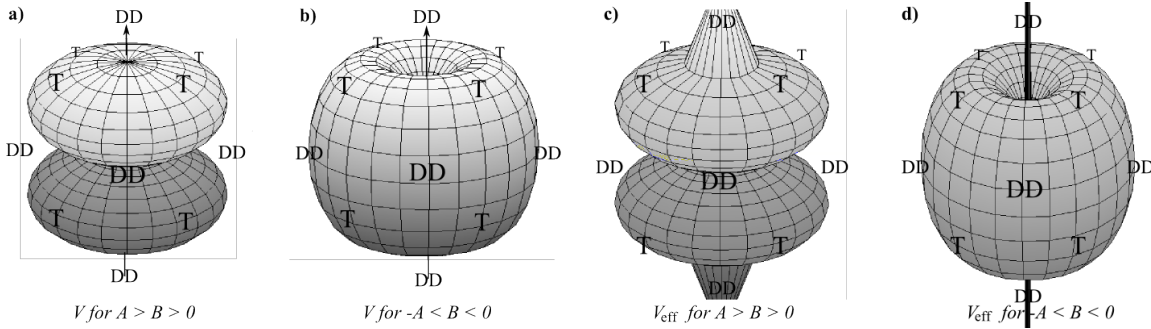 a)
DD
T
T
T
T
DD
DD
DD
T
T
DD
V for A > B > 0
b)
DD
T
T
T
T
DD
DD
DD
T
T
DD
V for -A < B < 0
c)
DD
T
T
T
T
DD
DD
DD
T
T
DD
Veff for A > B > 0
d)
DD
T
T
T
T
DD
DD
DD
T
T
DD
Veff for -A < B < 0